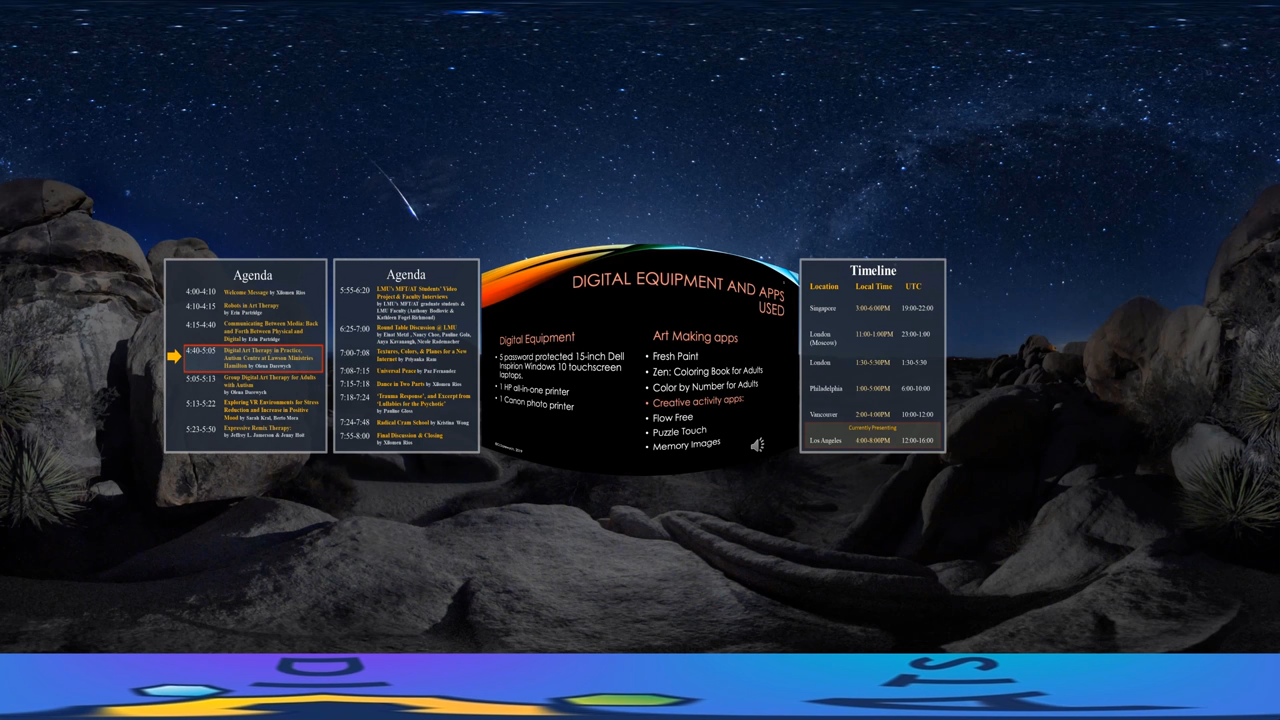 Agenda
4:00-4:10 Welcome Message by Xilomen Rios
4:10-4:15 Robots in Art Therapy
by Erin Partridge
4:15-4:40 Communicating Between Media: Back
and Forth Between Physical and
Digital by Erin Partridge
4:40-5:05 Digital Art Therapy in Practice,
Autism Centre at Lawson Ministries
Hamilton by Olena Darewych
5:05-5:13 Group Digital Art Therapy for Adults
with Autism
by Olena Darewych
5:13-5:22 Exploring VR Environments for Stress
Reduction and Increase in Positive
Mood by Sarah Kral, Berto Mora
5:23-5:50 Expressive Remix Therapy:
by Jeffrey L. Jamerson & Jenny Hoit
Agenda
5:55-6:20 LMU's MFT/AT Students' Video
Project & Faculty Interviews
by LMU's MFT/AT graduate students &
LMU Faculty (Anthony Bodlovic &
Kathleen Fogel-Richmond)
6:25-7:00 Round Table Discussion @ LMU
by Einat Metzl, Nancy Choe, Pauline Gola,
Anya Kavanaugh, Nicole Rademacher
7:00-7:08 Textures, Colors, & Planes for a New
Internet by Priyanka Ram
7:08-7:15 Universal Peace by Paz Fernandez
7:15-7:18 Dance in Two Parts by Xilomen Rios
7:18-7:24 'Trauma Response', and Excerpt from
'Lullabies for the Psychotic'
by Pauline Gloss
7:24-7:48 Radical Cram School by Kristina Wong
7:55-8:00 Final Discussion & Closing
by Xilomen Rios
DIGITAL EQUIPMENT AND APPS
USED
Digital Equipment
• 5 password protected 15-inch Dell
Inspiron Windows 10 touchscreen
laptops.
• 1 HP all-in-one printer
• 1 Canon photo printer
Art Making apps
• Fresh Paint
• Zen: Coloring Book for Adults
• Color by Number for Adults
• Creative activity apps:
• Flow Free
• Puzzle Touch
• Memory Images
Timeline
Location Local Time UTC
Singapore 3:00-6:00PM 19:00-22:00
London 11:00-1:00PM 23:00-1:00
(Moscow)
London 1:30-5:30PM 1:30-5:30
Philadelphia 1:00-5:00PM 6:00-10:00
Vancouver 2:00-4:00PM 10:00-12:00
Currently Presenting
Los Angeles 4:00-8:00PM 12:00-16:00